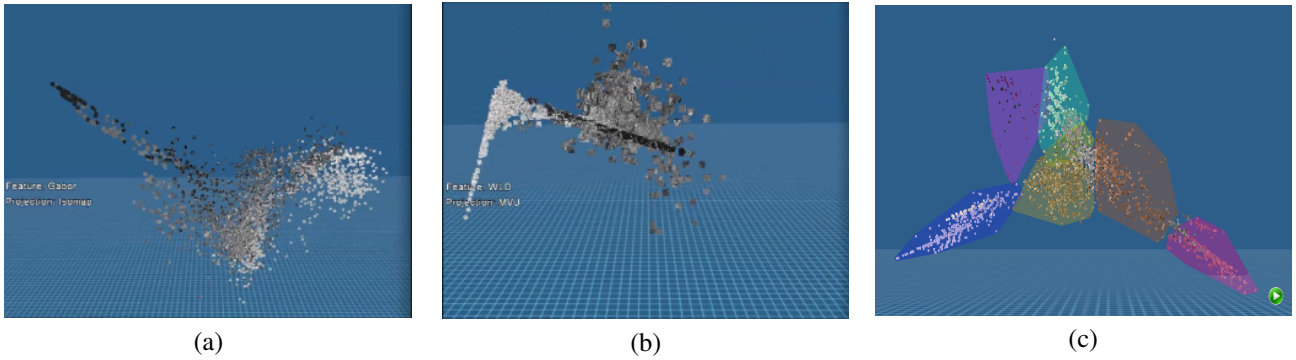 Feature: Gabor
Projection: Isomap
Feature: WLD
Projection: MVU
(a)
(b)
(c)